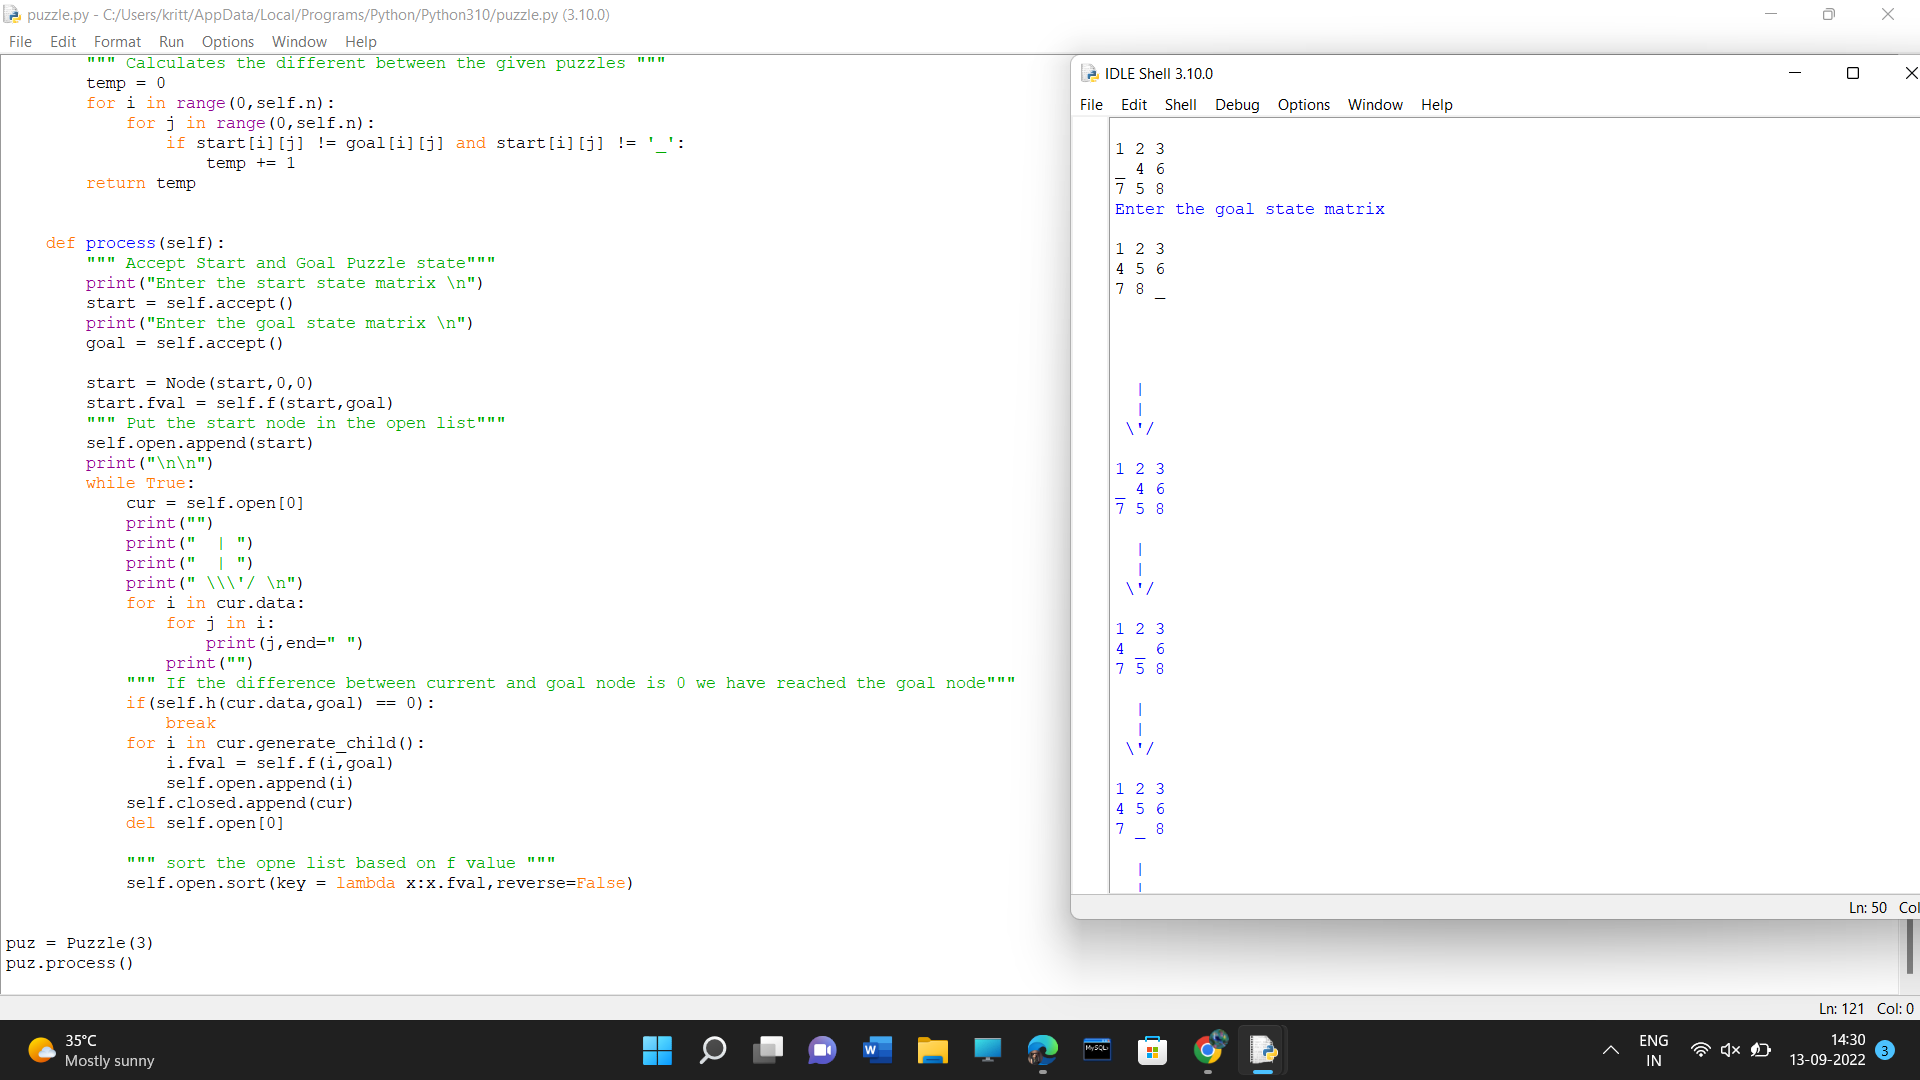 puzzle.py - C:/Users/kritt/AppData/Local/Programs/Python/Python310/puzzle.py (3.10.0)
File Edit Format Run Options Window Help
        """ Calculates the different between the given puzzles """
        temp = 0
        for i in range(0,self.n):
            for j in range(0,self.n):
                if start[i][j] != goal[i][j] and start[i][j] != '_':
                    temp += 1
        return temp
    def process(self):
        """ Accept Start and Goal Puzzle state"""
        print("Enter the start state matrix \n")
        start = self.accept()
        print("Enter the goal state matrix \n")
        goal = self.accept()
        start = Node(start,0,0)
        start.fval = self.f(start,goal)
        """ Put the start node in the open list"""
        self.open.append(start)
        print("\n\n")
        while True:
            cur = self.open[0]
            print("")
            print("  | ")
            print("  | ")
            print(" \\\'/ \n")
            for i in cur.data:
                for j in i:
                    print(j,end=" ")
                print("")
            """ If the difference between current and goal node is 0 we have reached the goal node"""
            if(self.h(cur.data,goal) == 0):
                break
            for i in cur.generate_child():
                i.fval = self.f(i,goal)
                self.open.append(i)
            self.closed.append(cur)
            del self.open[0]
            """ sort the opne list based on f value """
            self.open.sort(key = lambda x:x.fval,reverse=False)
puz = Puzzle(3)
puz.process()
Ln: 121 Col: 0
IDLE Shell 3.10.0
File Edit Shell Debug Options Window Help
1 2 3
_ 4 6
7 5 8
Enter the goal state matrix
1 2 3
4 5 6
7 8 _
  |
  |
 \'/
1 2 3
_ 4 6
7 5 8
  |
  |
 \'/
1 2 3
4 _ 6
7 5 8
  |
  |
 \'/
1 2 3
4 5 6
7 _ 8
  |
  |
Ln: 50 Col
35°C
Mostly sunny
W
MySQL
ENG
IN
14:30
13-09-2022
3